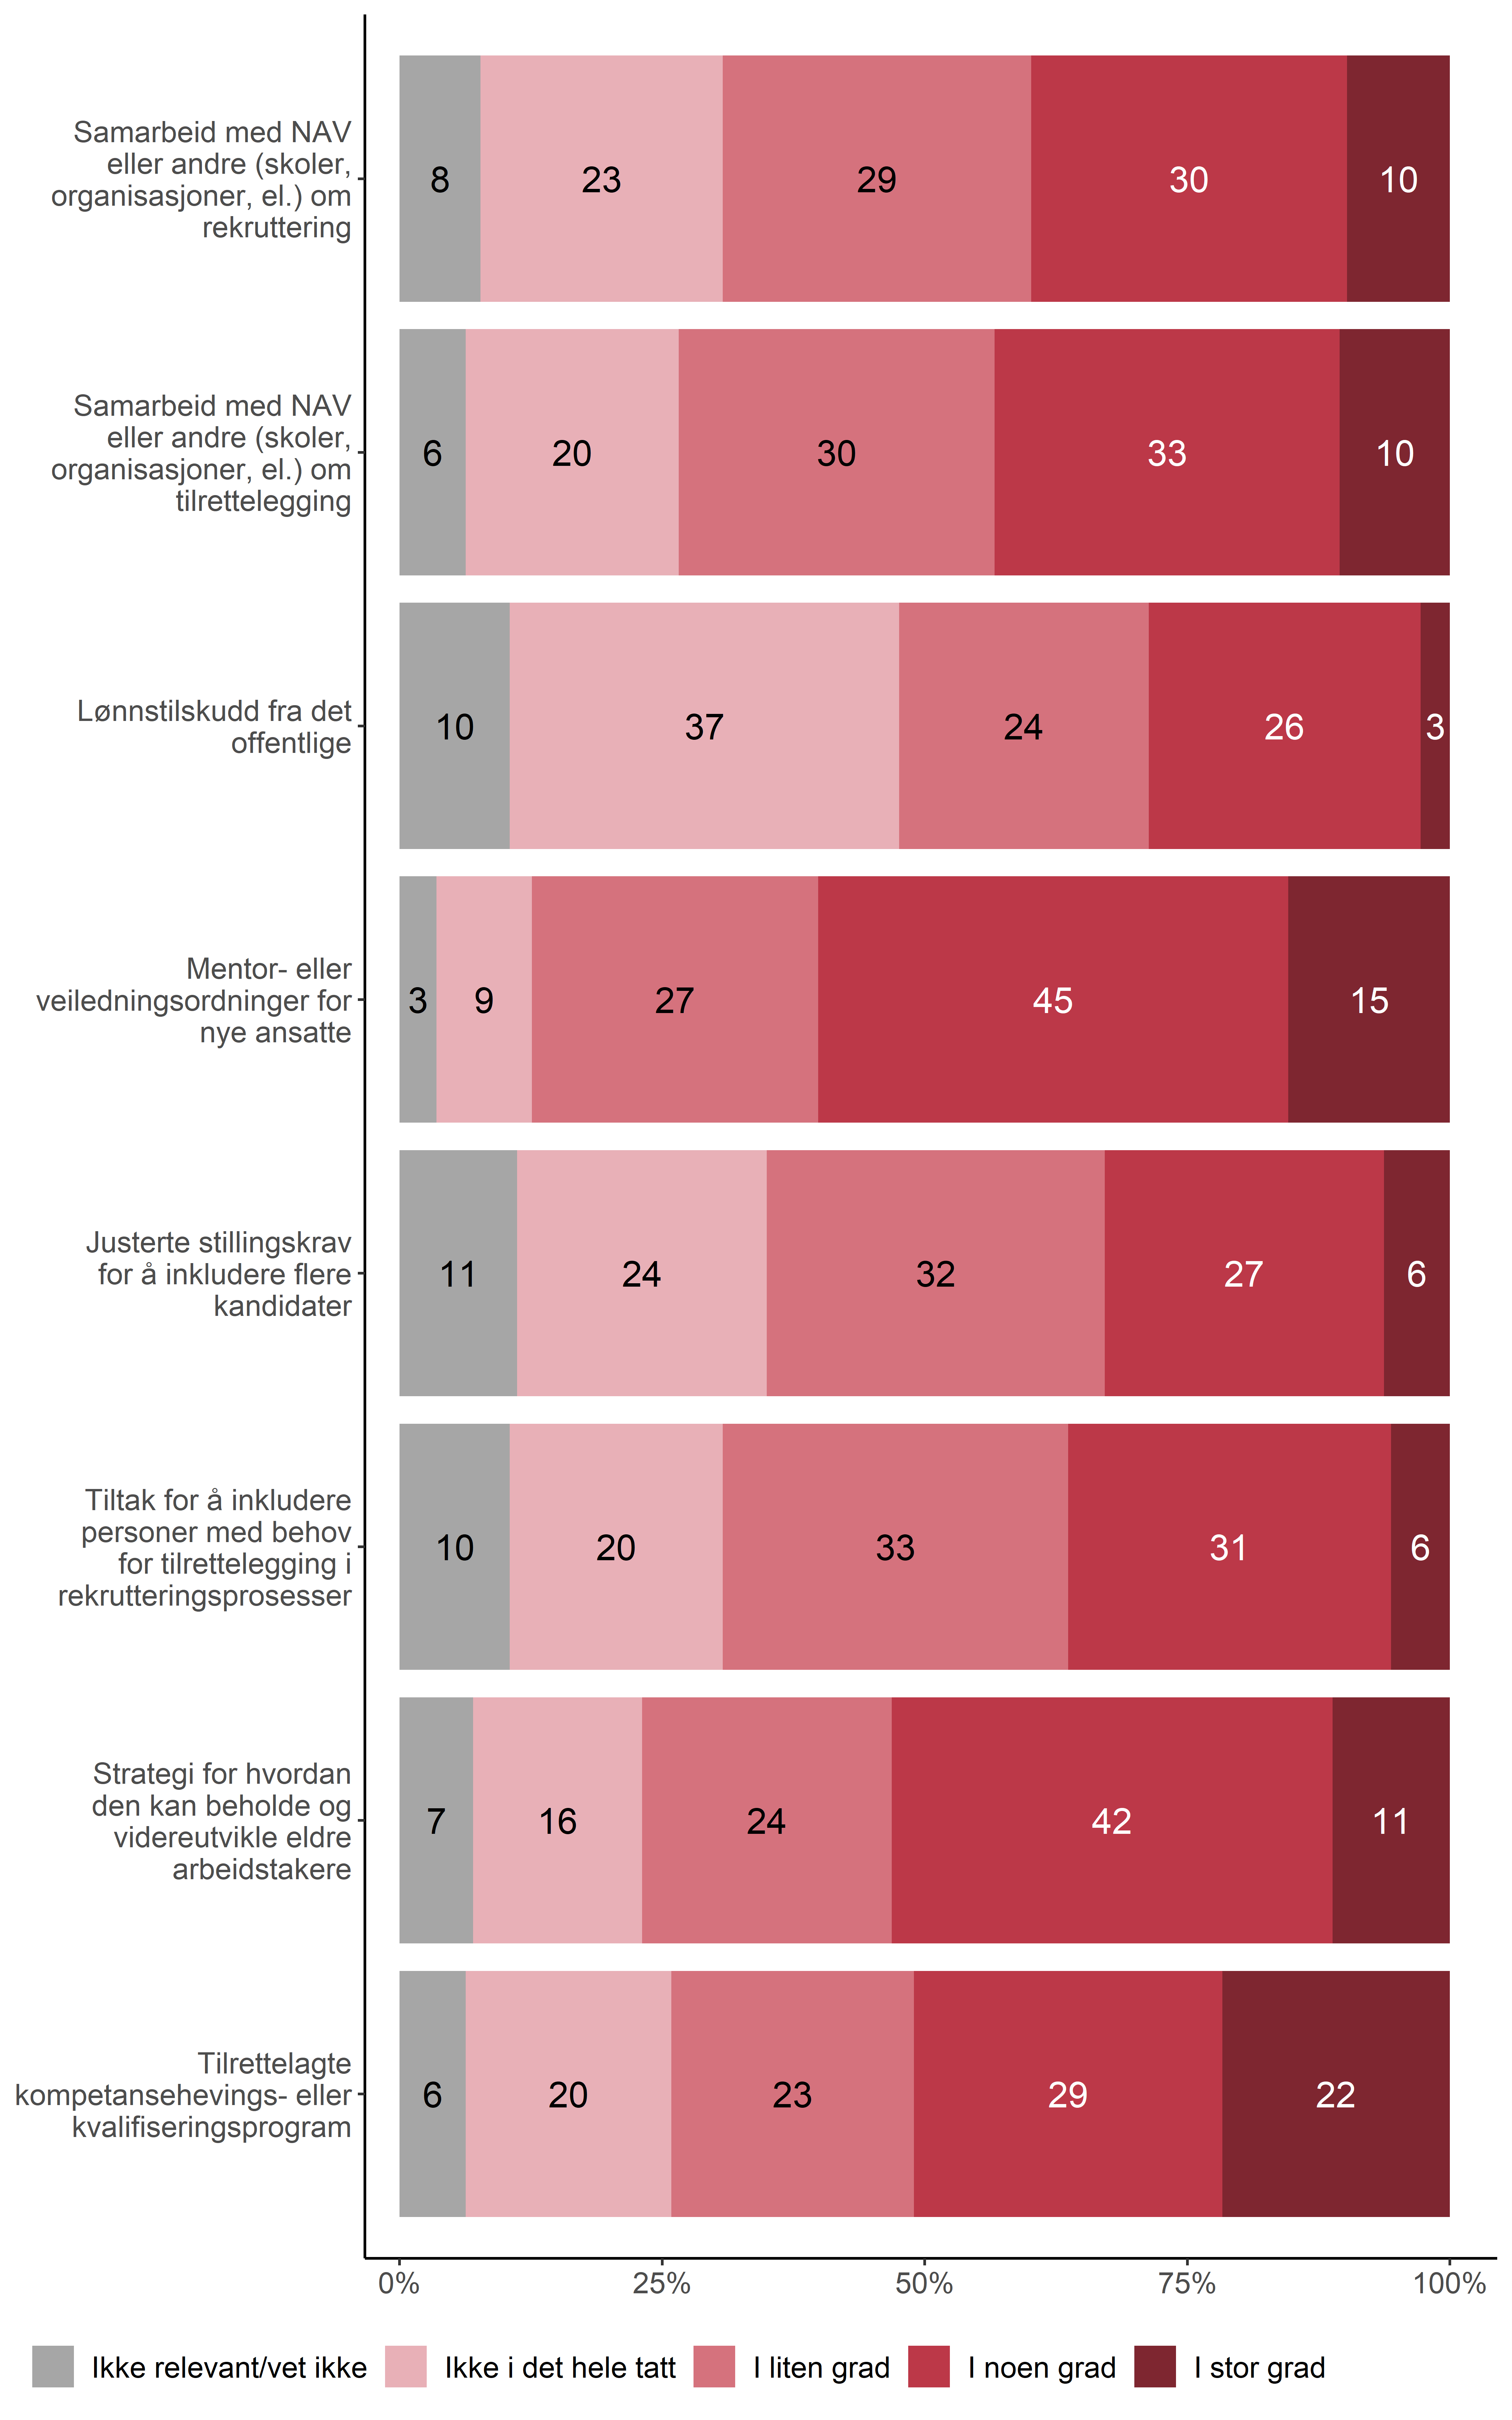 Samarbeid med NAV
eller andre (skoler,
organisasjoner, el.) om
rekruttering
8 23 29 30 10
Samarbeid med NAV
eller andre (skoler,
organisasjoner, el.) om
tilrettelegging
6 20 30 33 10
Lønnstilskudd fra det
offentlige
10 37 24 26 3
Mentor- eller
veiledningsordninger for
nye ansatte
3 9 27 45 15
Justerte stillingskrav
for å inkludere flere
kandidater
11 24 32 27 6
Tiltak for å inkludere
personer med behov
for tilrettelegging i
rekrutteringsprosesser
10 20 33 31 6
Strategi for hvordan
den kan beholde og
videreutvikle eldre
arbeidstakere
7 16 24 42 11
Tilrettelagte
kompetansehevings- eller
kvalifiseringsprogram
6 20 23 29 22
0% 25% 50% 75% 100%
Ikke relevant/vet ikke Ikke i det hele tatt I liten grad I noen grad I stor grad